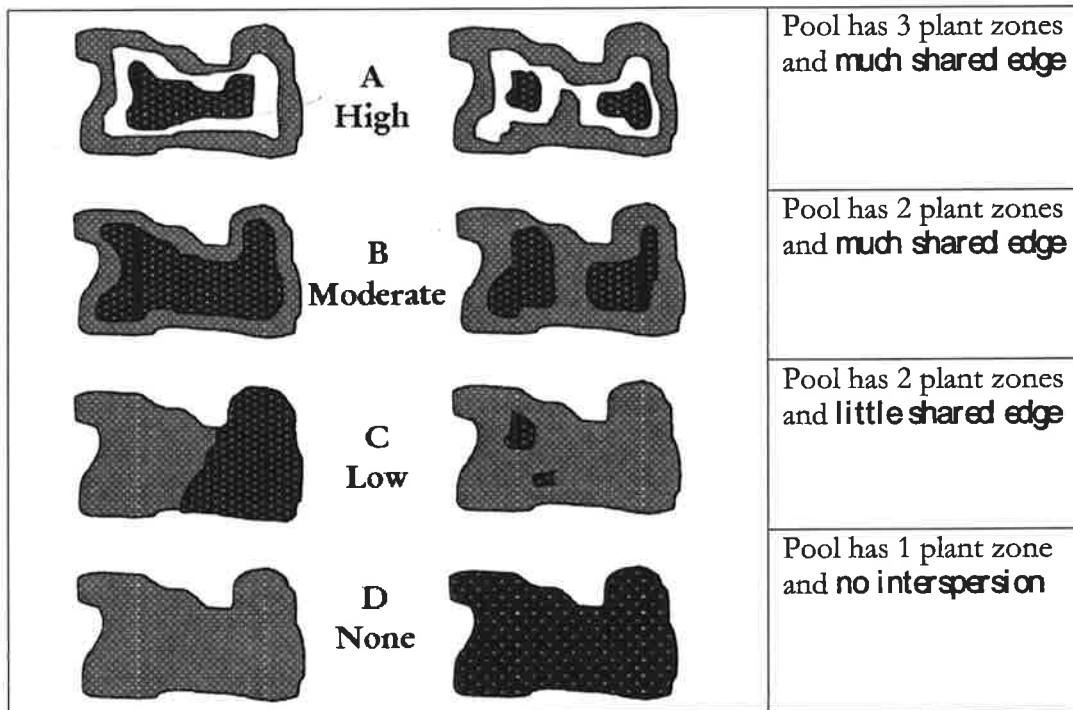 Pool has 3 plant zones
and much shared edge
A
High
Pool has 2 plant zones
and much shared edge
B
Moderate
Pool has 2 plant zones
and little shared edge
C
Low
Pool has 1 plant zone
and no interspersion
D
None